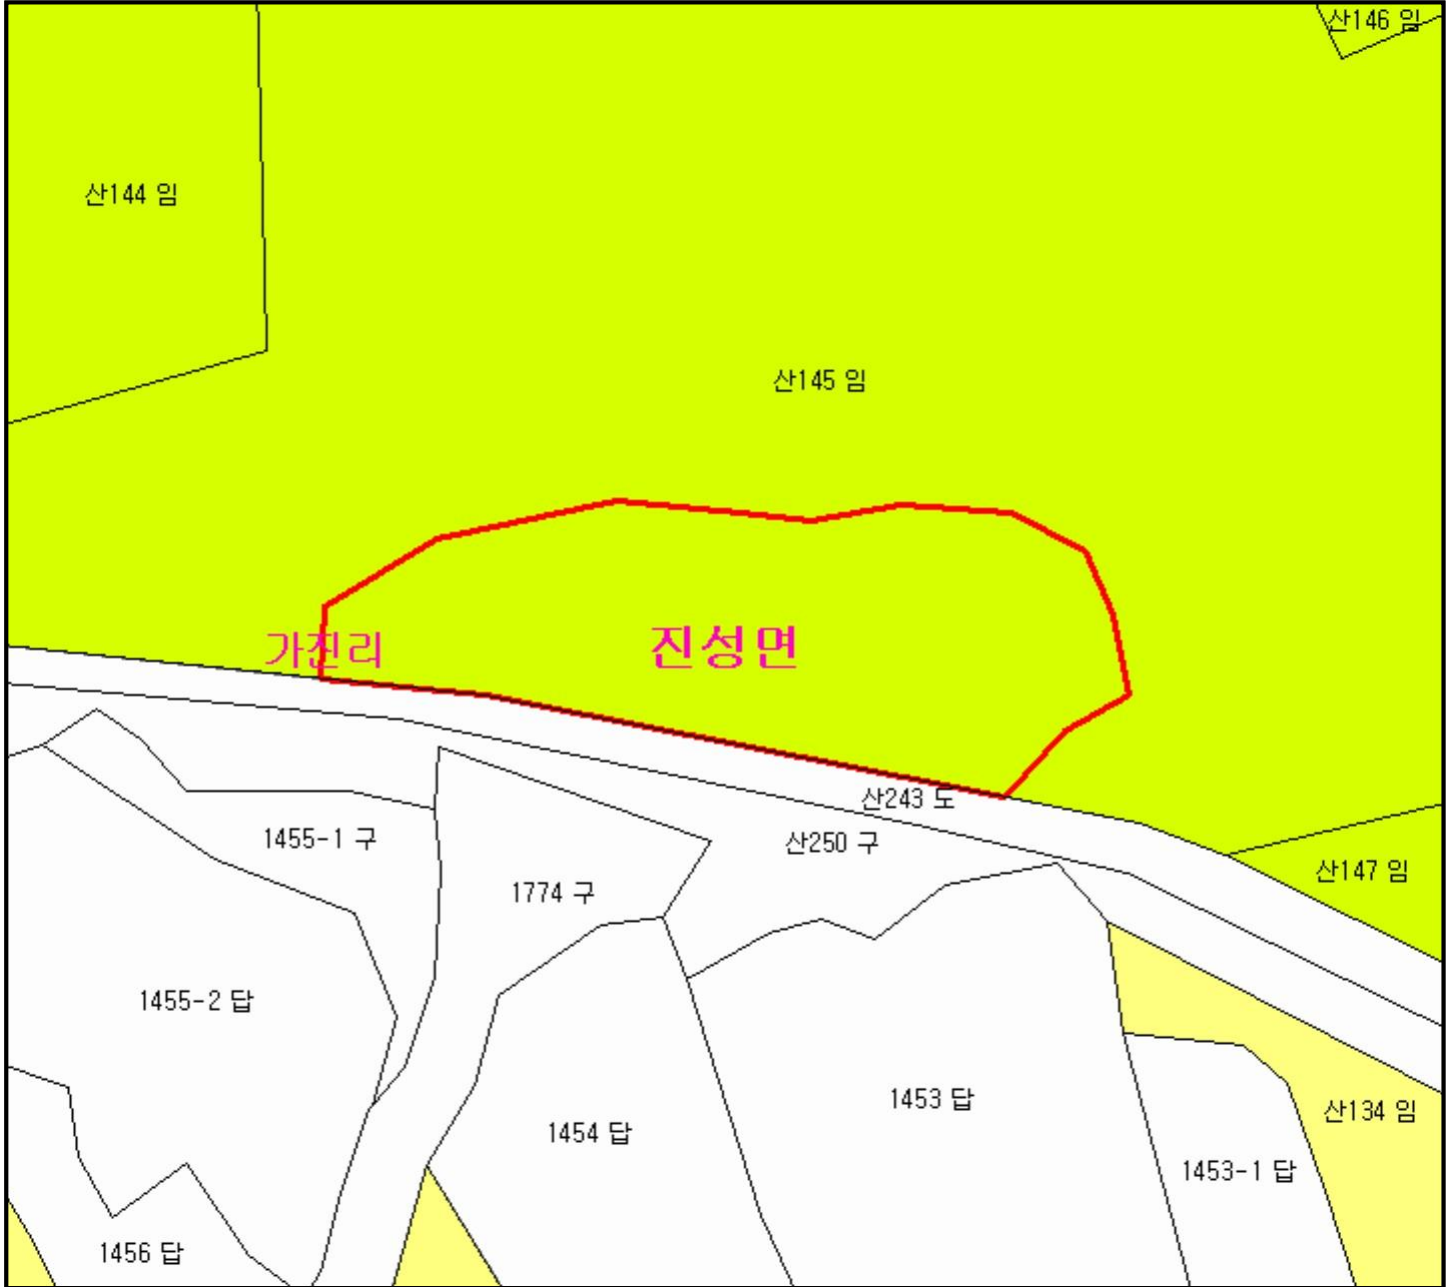 산146 임
산144 임
산145 임
가진리
진성면
산243 도
1455-1 구
산250 구
1774 구
산147 임
1455-2 답
1453 답
산134 임
1454 답
1453-1 답
1456 답